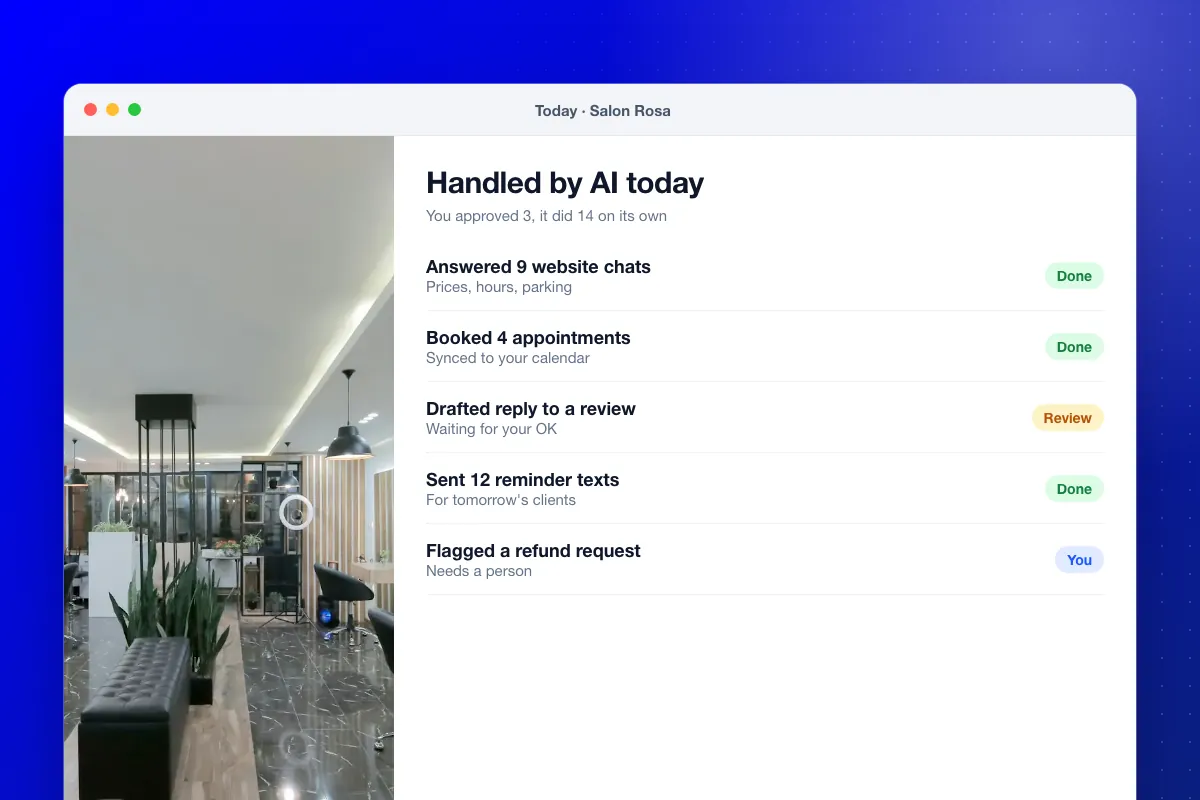 Today · Salon Rosa
Handled by AI today
You approved 3, it did 14 on its own
Answered 9 website chats
Prices, hours, parking
Done
Booked 4 appointments
Synced to your calendar
Done
Drafted reply to a review
Waiting for your OK
Review
Sent 12 reminder texts
For tomorrow's clients
Done
Flagged a refund request
Needs a person
You